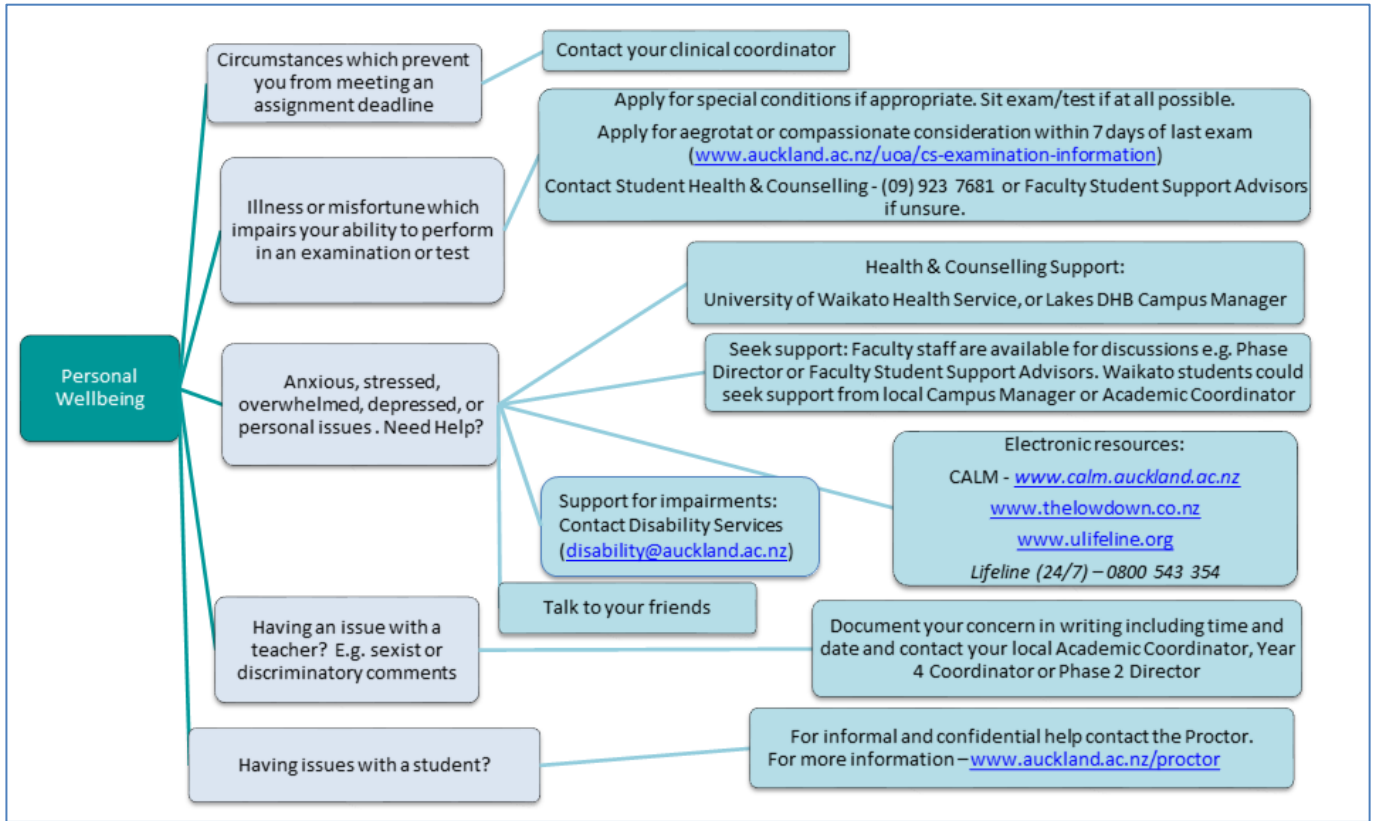 Circumstances which prevent
you from meeting an
assignment deadline
Contact your clinical coordinator
Apply for special conditions if appropriate. Sit exam/test if at all possible.
Apply for aegrotat or compassionate consideration within 7 days of last exam
(www.auckland.ac.nz/uoa/cs-examination-information)
Contact Student Health & Counselling - (09) 923 7681 or Faculty Student Support Advisors
if unsure.
Illness or misfortune which
impairs your ability to perform
in an examination or test
Health & Counselling Support:
University of Waikato Health Service, or Lakes DHB Campus Manager
Personal
Wellbeing
Anxious, stressed,
overwhelmed, depressed, or
personal issues . Need Help?
Seek support: Faculty staff are available for discussions e.g. Phase
Director or Faculty Student Support Advisors. Waikato students could
seek support from local Campus Manager or Academic Coordinator
Electronic resources:
CALM - www.calm.auckland.ac.nz
www.thelowdown.co.nz
www.ulifeline.org
Lifeline (24/7) – 0800 543 354
Support for impairments:
Contact Disability Services
(disability@auckland.ac.nz)
Talk to your friends
Having an issue with a
teacher? E.g. sexist or
discriminatory comments
Document your concern in writing including time and
date and contact your local Academic Coordinator, Year
4 Coordinator or Phase 2 Director
Having issues with a student?
For informal and confidential help contact the Proctor.
For more information – www.auckland.ac.nz/proctor